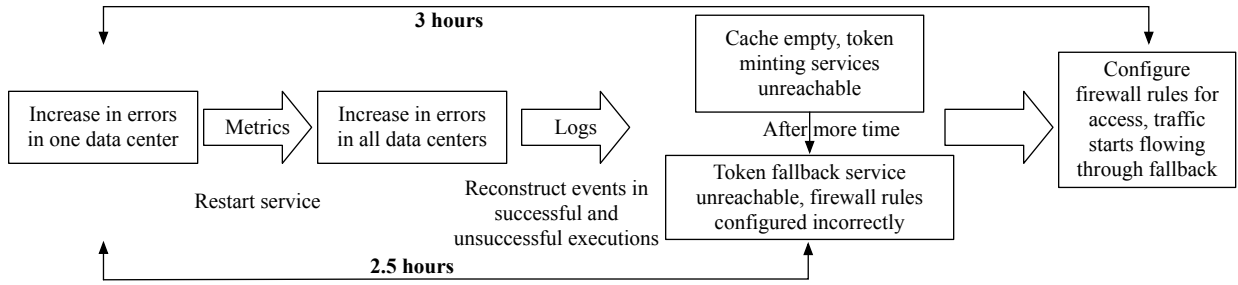 3 hours
Increase in errors
in one data center
Metrics
Restart service
Increase in errors
in all data centers
Logs
Reconstruct events in
successful and
unsuccessful executions
Cache empty, token
minting services
unreachable
After more time
Token fallback service
unreachable, firewall rules
configured incorrectly
Configure
firewall rules for
access, traffic
starts flowing
through fallback
2.5 hours